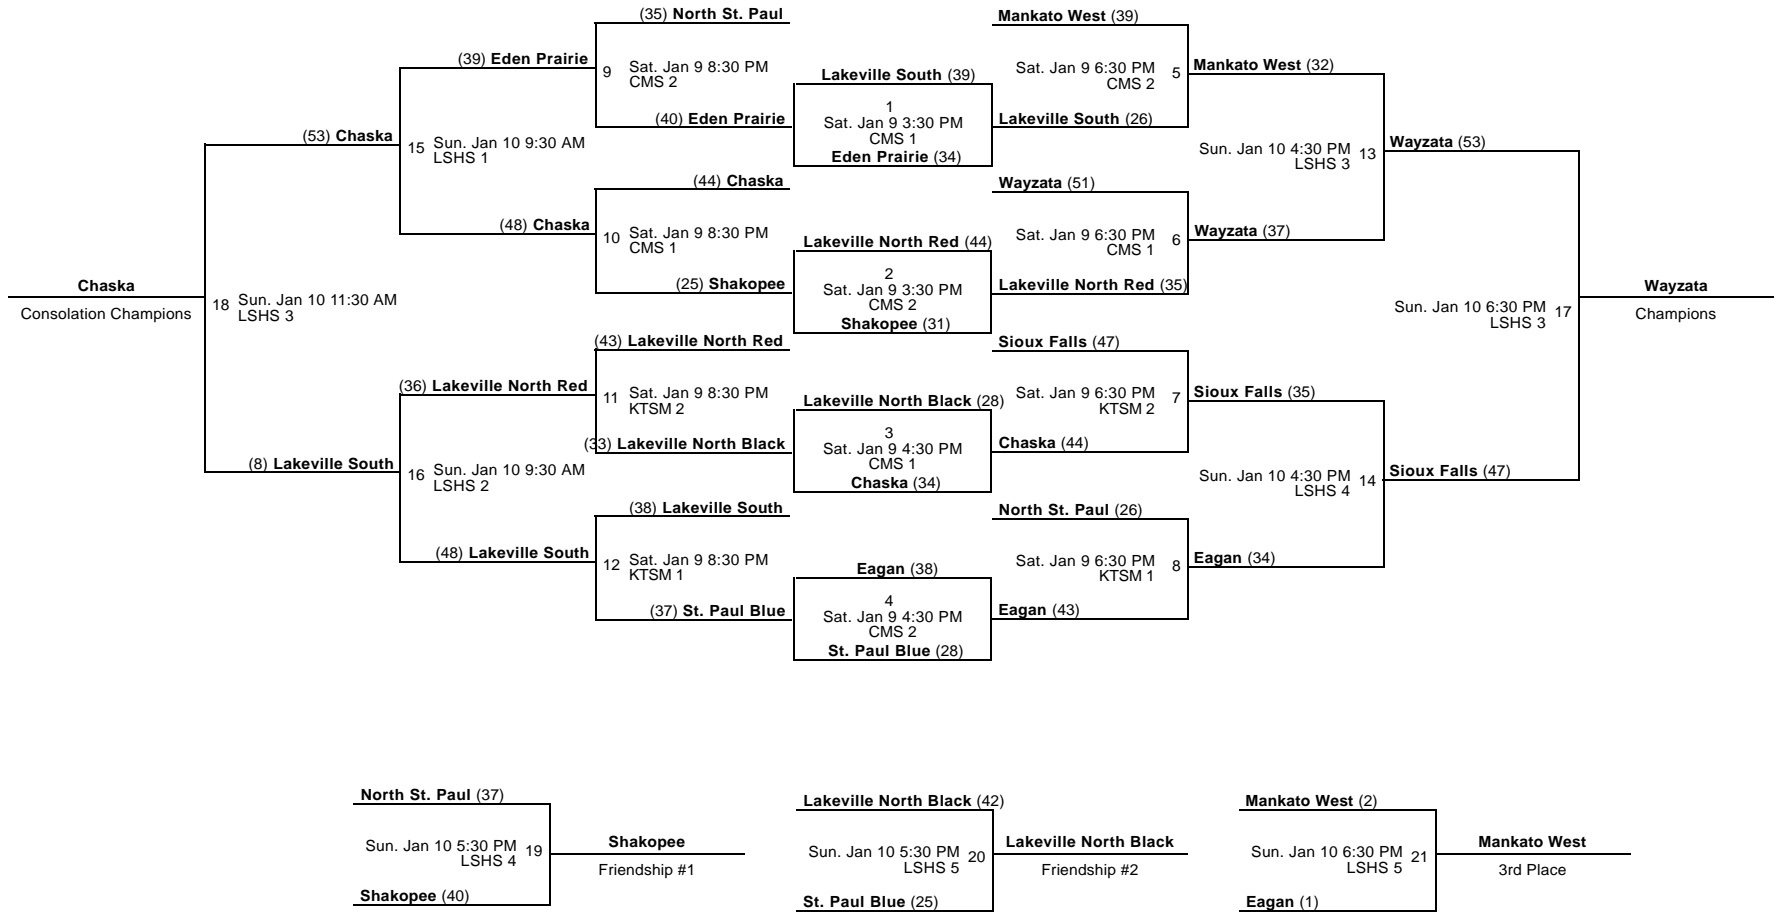 (35) North St. Paul
Mankato West (39)
(39) Eden Prairie
9 Sat. Jan 9 8:30 PM
CMS 2
Lakeville South (39)
Sat. Jan 9 6:30 PM 5
CMS 2
Mankato West (32)
(40) Eden Prairie
1
Sat. Jan 9 3:30 PM
CMS 1
Eden Prairie (34)
Lakeville South (26)
(53) Chaska
15 Sun. Jan 10 9:30 AM
LSHS 1
Sun. Jan 10 4:30 PM 13
LSHS 3
Wayzata (53)
(44) Chaska
Wayzata (51)
(48) Chaska
10 Sat. Jan 9 8:30 PM
CMS 1
Lakeville North Red (44)
Sat. Jan 9 6:30 PM 6
CMS 1
Wayzata (37)
(25) Shakopee
2
Sat. Jan 9 3:30 PM
CMS 2
Shakopee (31)
Lakeville North Red (35)
Chaska
Consolation Champions
18 Sun. Jan 10 11:30 AM
LSHS 3
Sun. Jan 10 6:30 PM 17
LSHS 3
Wayzata
Champions
(43) Lakeville North Red
Sioux Falls (47)
(36) Lakeville North Red
11 Sat. Jan 9 8:30 PM
KTSM 2
Lakeville North Black (28)
Sat. Jan 9 6:30 PM 7
KTSM 2
Sioux Falls (35)
(33) Lakeville North Black
3
Sat. Jan 9 4:30 PM
CMS 1
Chaska (34)
Chaska (44)
(8) Lakeville South
16 Sun. Jan 10 9:30 AM
LSHS 2
Sun. Jan 10 4:30 PM 14
LSHS 4
Sioux Falls (47)
(38) Lakeville South
North St. Paul (26)
(48) Lakeville South
12 Sat. Jan 9 8:30 PM
KTSM 1
Eagan (38)
Sat. Jan 9 6:30 PM 8
KTSM 1
Eagan (34)
(37) St. Paul Blue
4
Sat. Jan 9 4:30 PM
CMS 2
St. Paul Blue (28)
Eagan (43)
North St. Paul (37)
Sun. Jan 10 5:30 PM 19
LSHS 4
Shakopee
Friendship #1
Shakopee (40)
Lakeville North Black (42)
Sun. Jan 10 5:30 PM 20
LSHS 5
Lakeville North Black
Friendship #2
St. Paul Blue (25)
Mankato West (2)
Sun. Jan 10 6:30 PM 21
LSHS 5
Mankato West
3rd Place
Eagan (1)